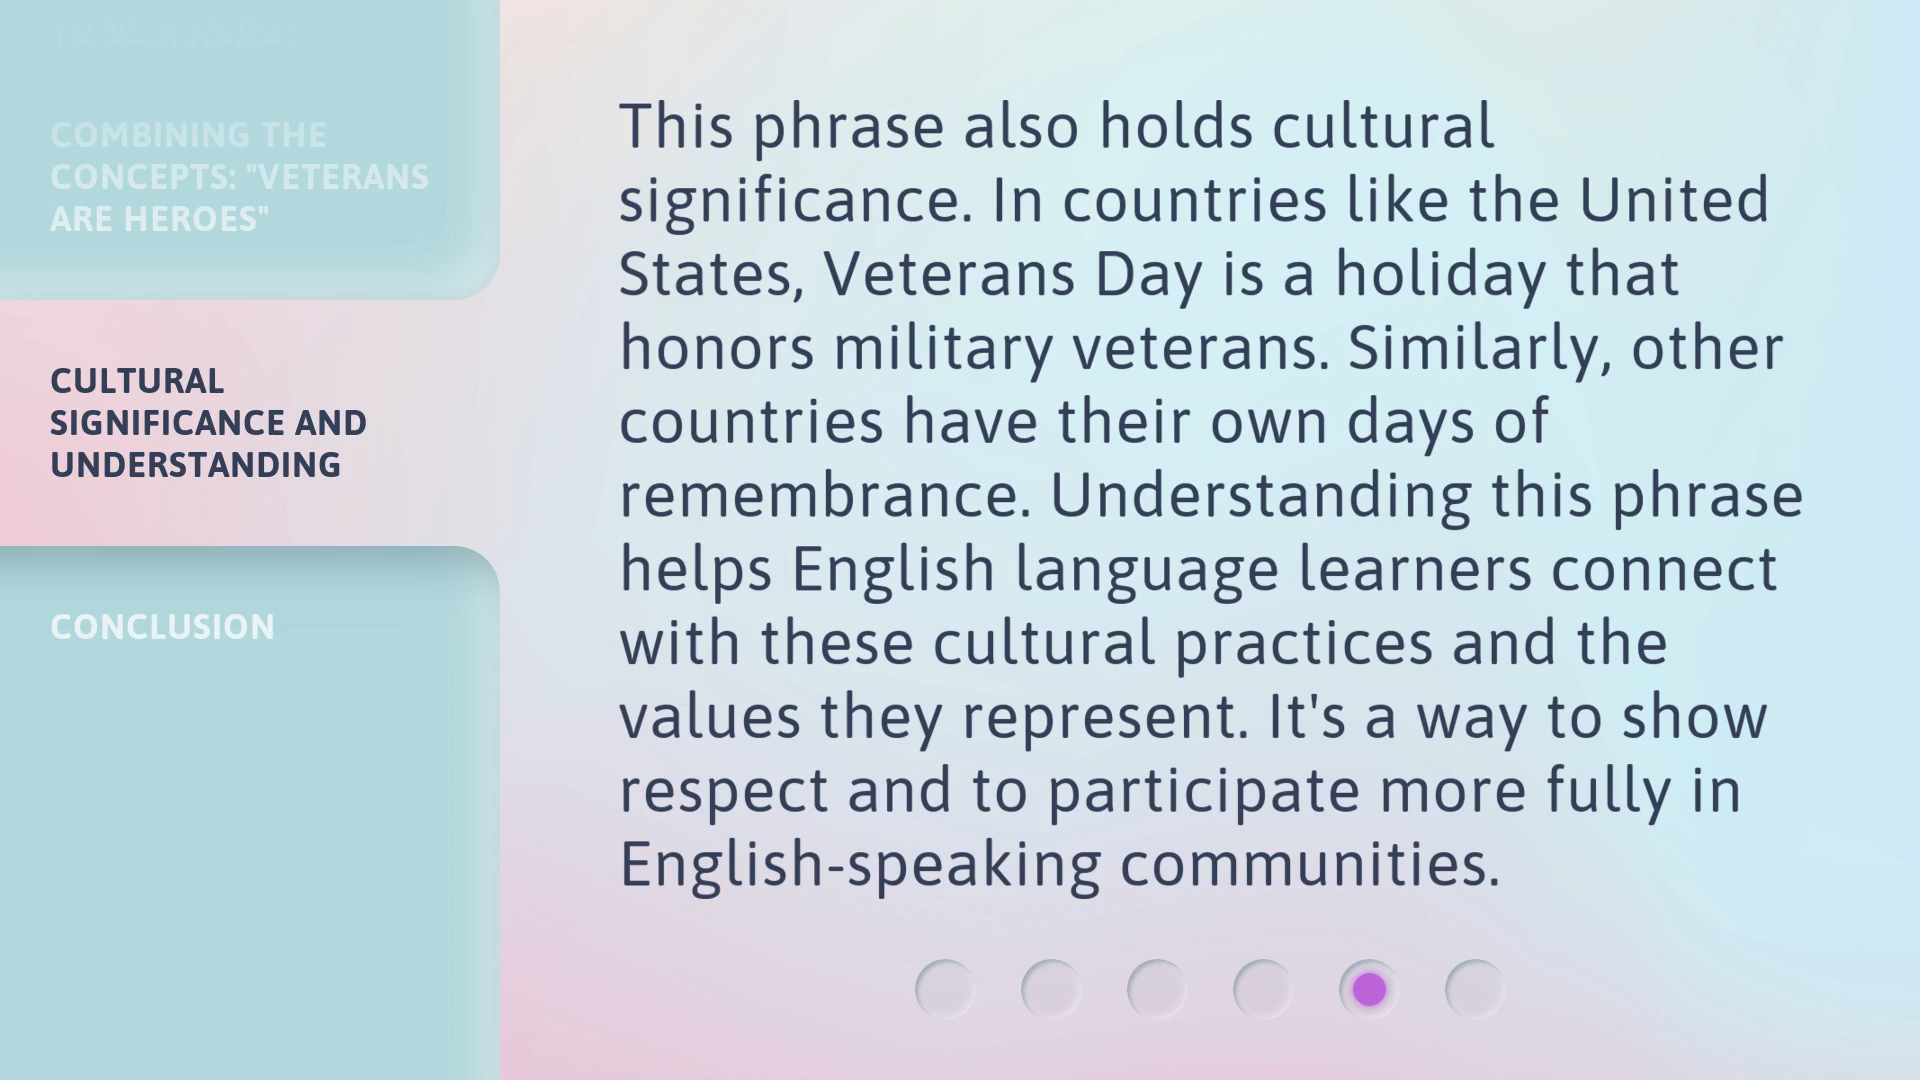 TO BE A HERO?
COMBINING THE
CONCEPTS: "VETERANS
ARE HEROES"
CULTURAL
SIGNIFICANCE AND
UNDERSTANDING
CONCLUSION
This phrase also holds cultural
significance. In countries like the United
States, Veterans Day is a holiday that
honors military veterans. Similarly, other
countries have their own days of
remembrance. Understanding this phrase
helps English language learners connect
with these cultural practices and the
values they represent. It's a way to show
respect and to participate more fully in
English-speaking communities.